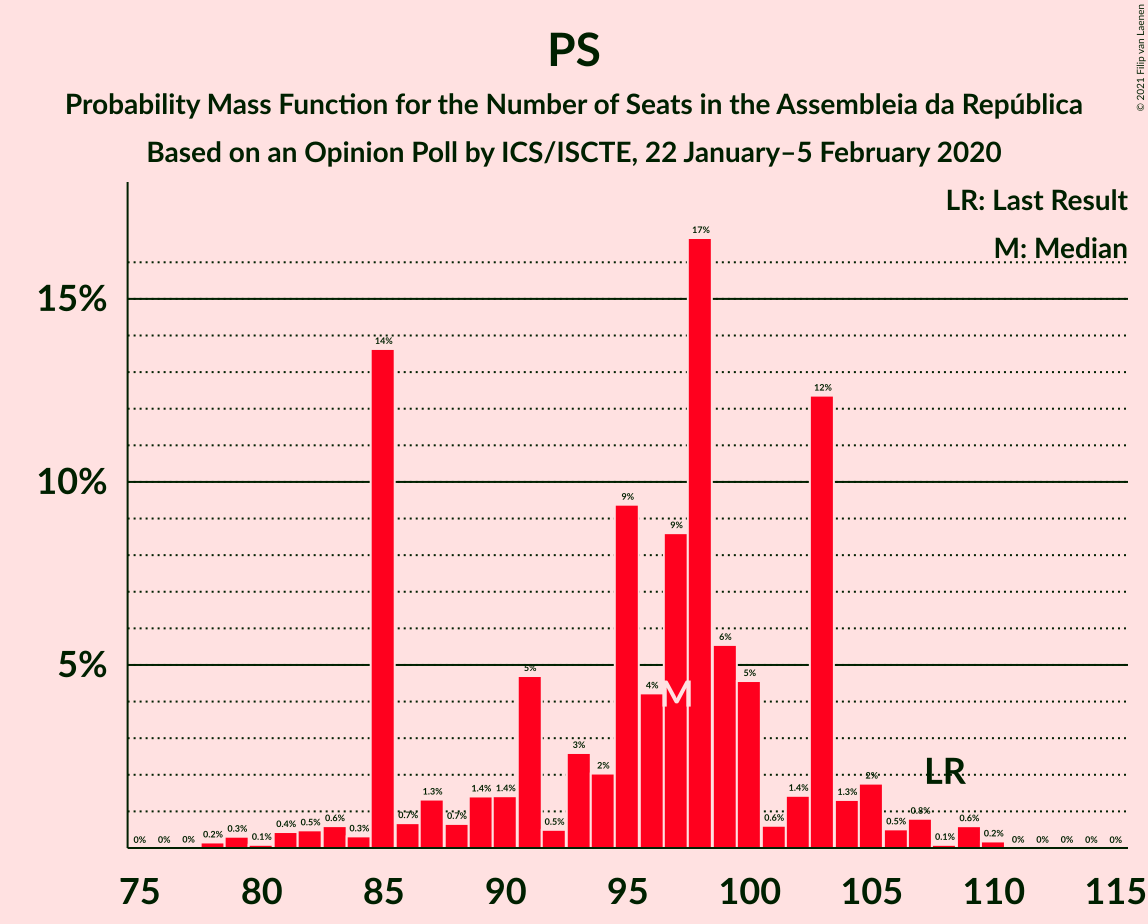 © 2021 Filip van Laenen
PS
Probability Mass Function for the Number of Seats in the Assembleia da República
Based on an Opinion Poll by ICS/ISCTE, 22 January–5 February 2020
LR: Last Result
M: Median
15%
10%
5%
0% 0% 0% 0.2% 0.3% 0.1% 0.4% 0.5% 0.6% 0.3% 14% 0.7% 1.3% 0.7% 1.4% 1.4% 5% 0.5% 3% 2% 9% 4% 9% 17% 6% 5% 0.6% 1.4% 12% 1.3% 2% 0.5% 0.8% 0.1% 0.6% 0.2% 0% 0% 0% 0% 0%
M
LR
75 80 85 90 95 100 105 110 115